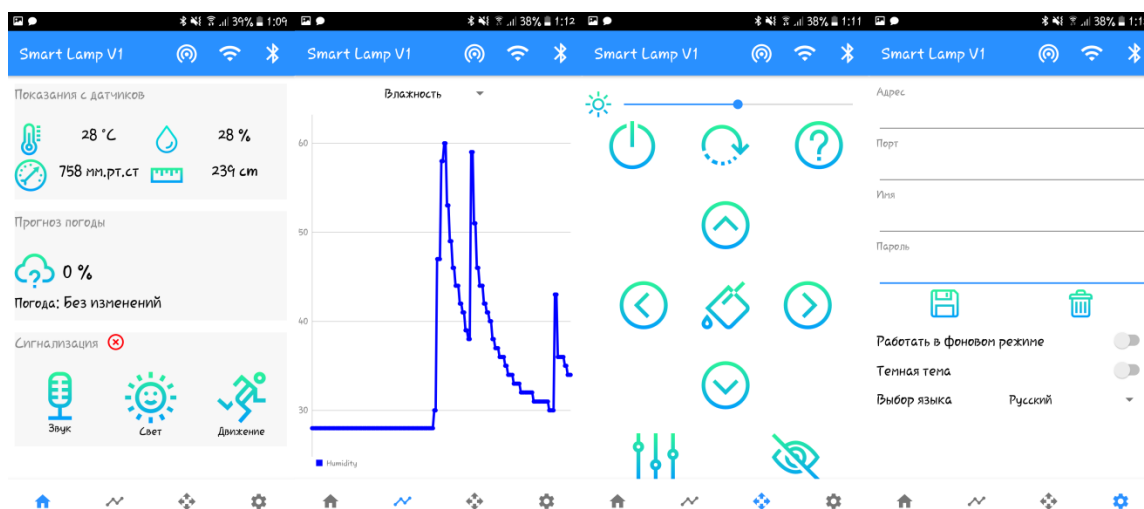 39% 1:09
Smart Lamp V1
Показания с датчиков
28 °C
28 %
758 мм.рт.ст
239 cm
Прогноз погоды
0 %
Погода: Без изменений
Сигнализация
Звук
Свет
Движение
38% 1:12
Smart Lamp V1
Влажность
60
50
40
30
Humidity
38% 1:11
Smart Lamp V1
38%
Smart Lamp V1
Адрес
Порт
Имя
Пароль
Работать в фоновом режиме
Темная тема
Выбор языка Русский